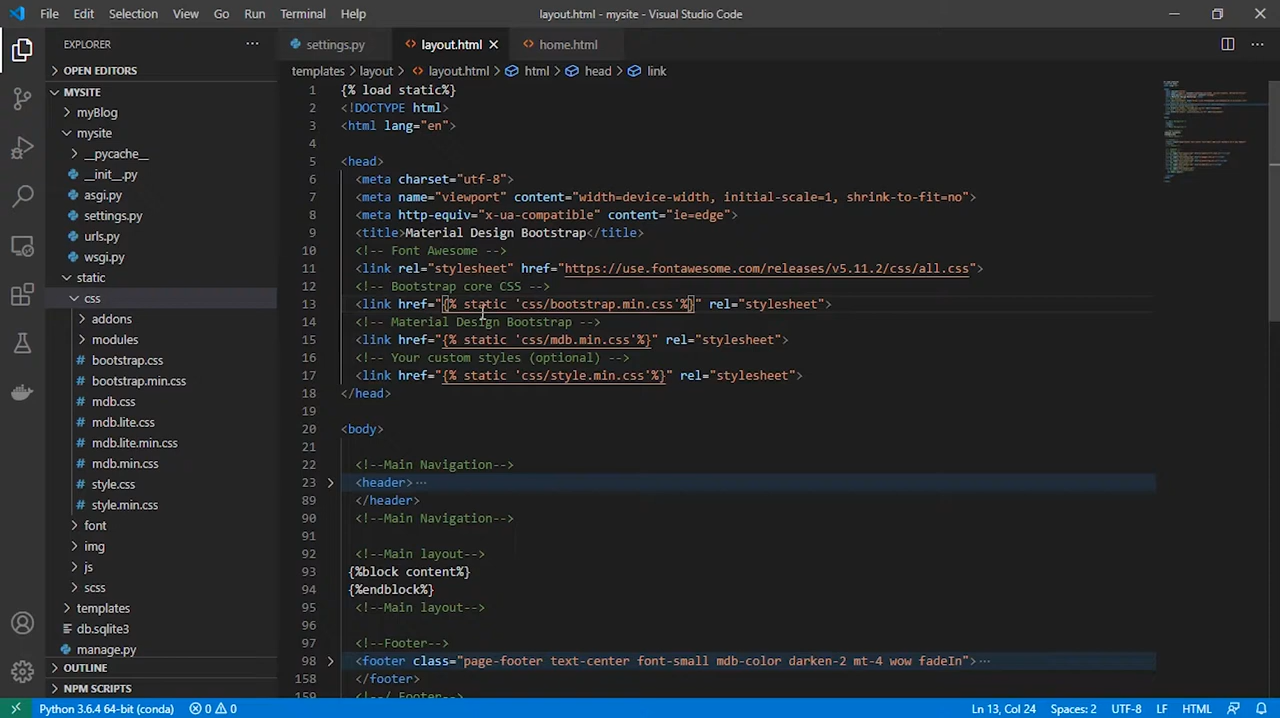 File Edit Selection View Go Run Terminal Help layout.html - mysite - Visual Studio Code
EXPLORER
OPEN EDITORS
MYSITE
myBlog
mysite
__pycache__
__init__.py
asgi.py
settings.py
urls.py
wsgi.py
static
css
addons
modules
# bootstrap.css
# bootstrap.min.css
# mdb.css
# mdb.lite.css
# mdb.lite.min.css
# mdb.min.css
# style.css
# style.min.css
font
img
js
scss
templates
db.sqlite3
manage.py
OUTLINE
NPM SCRIPTS
settings.py layout.html home.html
templates > layout > layout.html > html > head > link
1 {% load static%}
2 <!DOCTYPE html>
3 <html lang="en">
4
5 <head>
6 <meta charset="utf-8">
7 <meta name="viewport" content="width=device-width, initial-scale=1, shrink-to-fit=no">
8 <meta http-equiv="x-ua-compatible" content="ie=edge">
9 <title>Material Design Bootstrap</title>
10 <!-- Font Awesome -->
11 <link rel="stylesheet" href="https://use.fontawesome.com/releases/v5.11.2/css/all.css">
12 <!-- Bootstrap core CSS -->
13 <link href="{% static 'css/bootstrap.min.css'%}" rel="stylesheet">
14 <!-- Material Design Bootstrap -->
15 <link href="{% static 'css/mdb.min.css'%}" rel="stylesheet">
16 <!-- Your custom styles (optional) -->
17 <link href="{% static 'css/style.min.css'%}" rel="stylesheet">
18 </head>
19
20 <body>
21
22 <!--Main Navigation-->
23 <header>...
89 </header>
90 <!--Main Navigation-->
91
92 <!--Main layout-->
93 {%block content%}
94 {%endblock%}
95 <!--Main layout-->
96
97 <!--Footer-->
98 <footer class="page-footer text-center font-small mdb-color darken-2 mt-4 wow fadeIn">...
158 </footer>
159 <!--/ Footer-->
Python 3.6.4 64-bit (conda) 0 0 Ln 13, Col 24 Spaces: 2 UTF-8 LF HTML